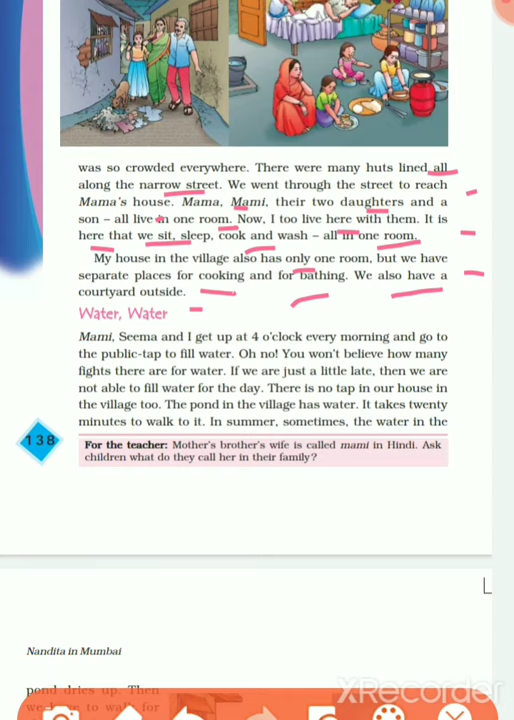 was so crowded everywhere. There were many huts lined all
along the narrow street. We went through the street to reach
Mama's house. Mama, Mami, their two daughters and a
son – all live in one room. Now, I too live here with them. It is
here that we sit, sleep, cook and wash – all in one room.
My house in the village also has only one room, but we have
separate places for cooking and for bathing. We also have a
courtyard outside.
Water, Water
Mami, Seema and I get up at 4 o'clock every morning and go to
the public-tap to fill water. Oh no! You won't believe how many
fights there are for water. If we are just a little late, then we are
not able to fill water for the day. There is no tap in our house in
the village too. The pond in the village has water. It takes twenty
minutes to walk to it. In summer, sometimes, the water in the
138
For the teacher: Mother's brother's wife is called mami in Hindi. Ask
children what do they call her in their family?
Nandita in Mumbai
pond dries up. Then
we have to walk for
XRecorder